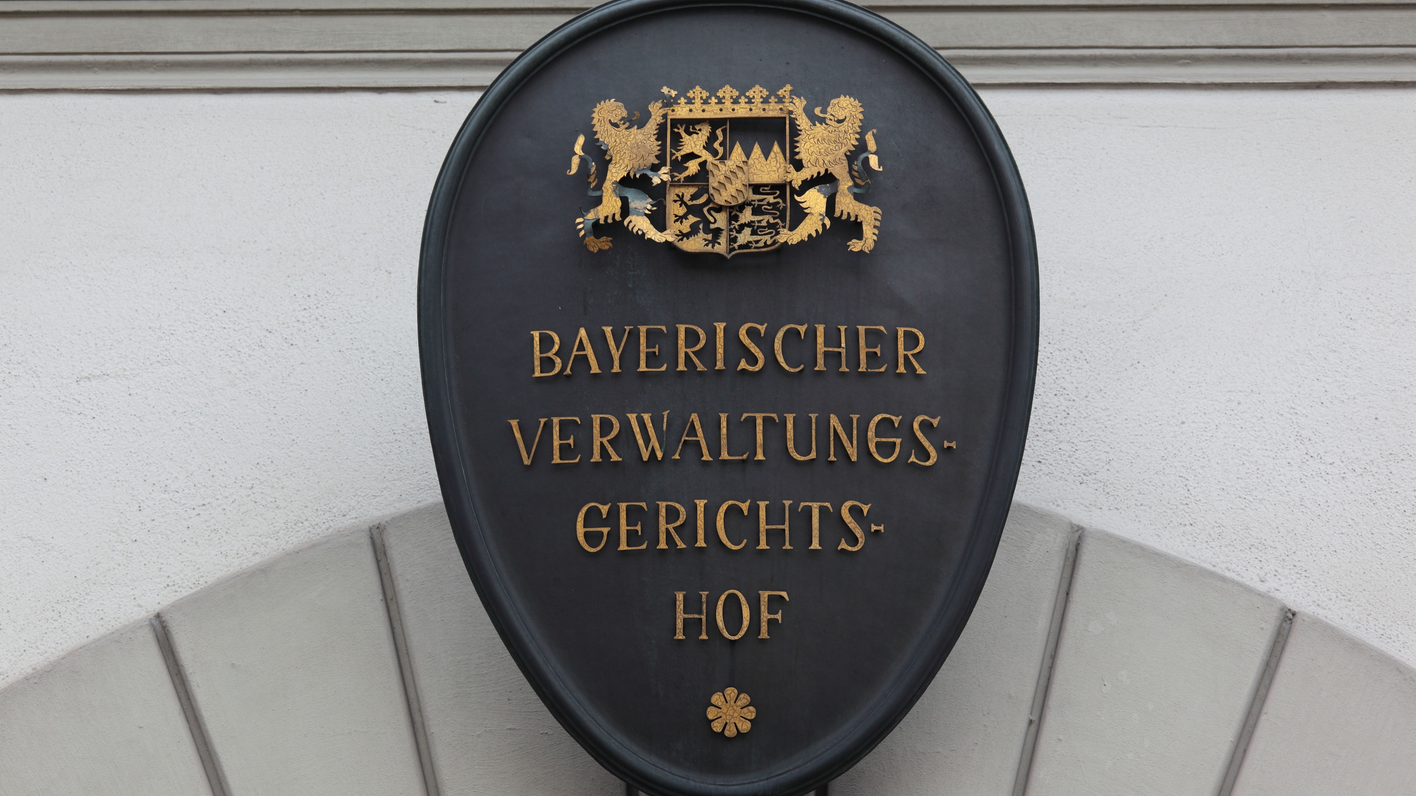 BAYERISCHER
VERWALTUNGS-
GERICHTS-
HOF